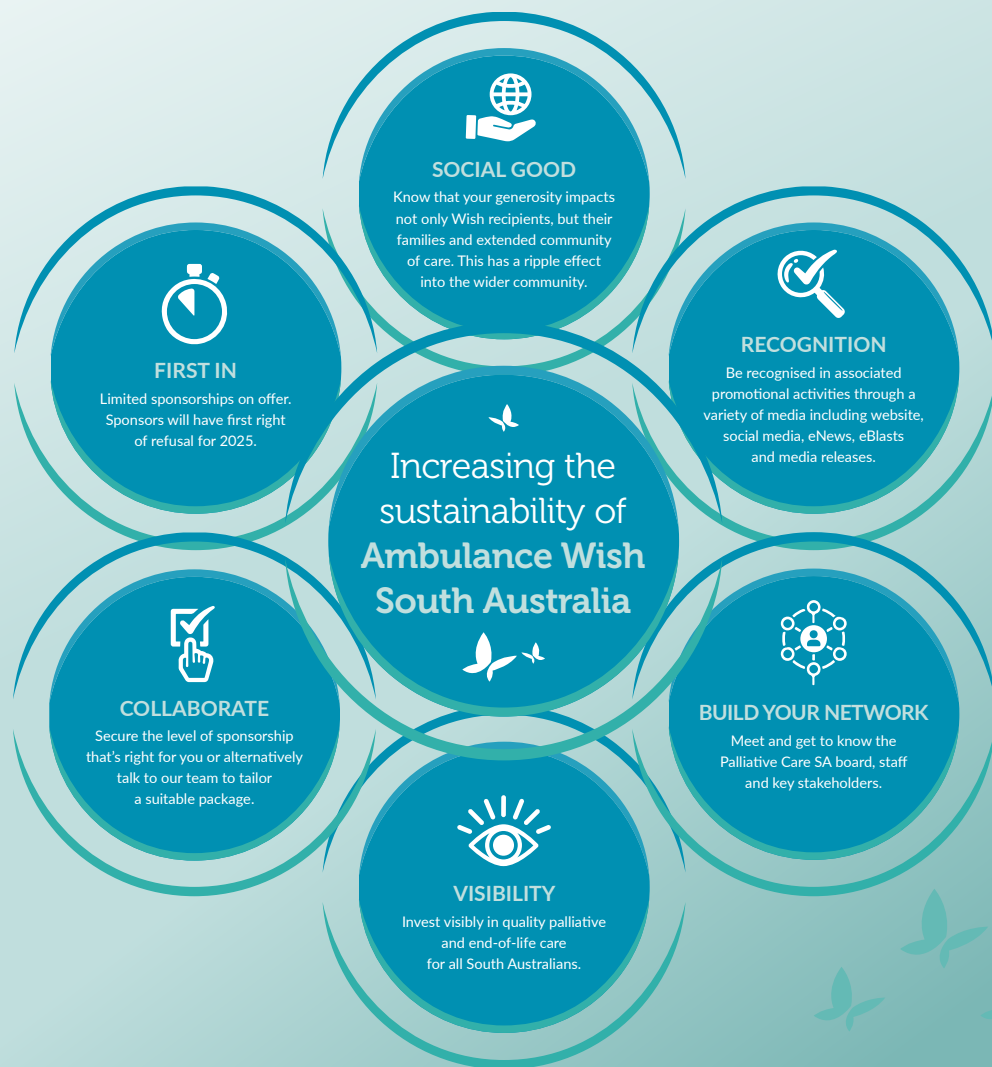 SOCIAL GOOD
Know that your generosity impacts
not only Wish recipients, but their
families and extended community
of care. This has a ripple effect
into the wider community.
FIRST IN
Limited sponsorships on offer.
Sponsors will have first right
of refusal for 2025.
RECOGNITION
Be recognised in associated
promotional activities through a
variety of media including website,
social media, eNews, eBlasts
and media releases.
Increasing the
sustainability of
Ambulance Wish
South Australia
COLLABORATE
Secure the level of sponsorship
that's right for you or alternatively
talk to our team to tailor
a suitable package.
BUILD YOUR NETWORK
Meet and get to know the
Palliative Care SA board, staff
and key stakeholders.
VISIBILITY
Invest visibly in quality palliative
and end-of-life care
for all South Australians.